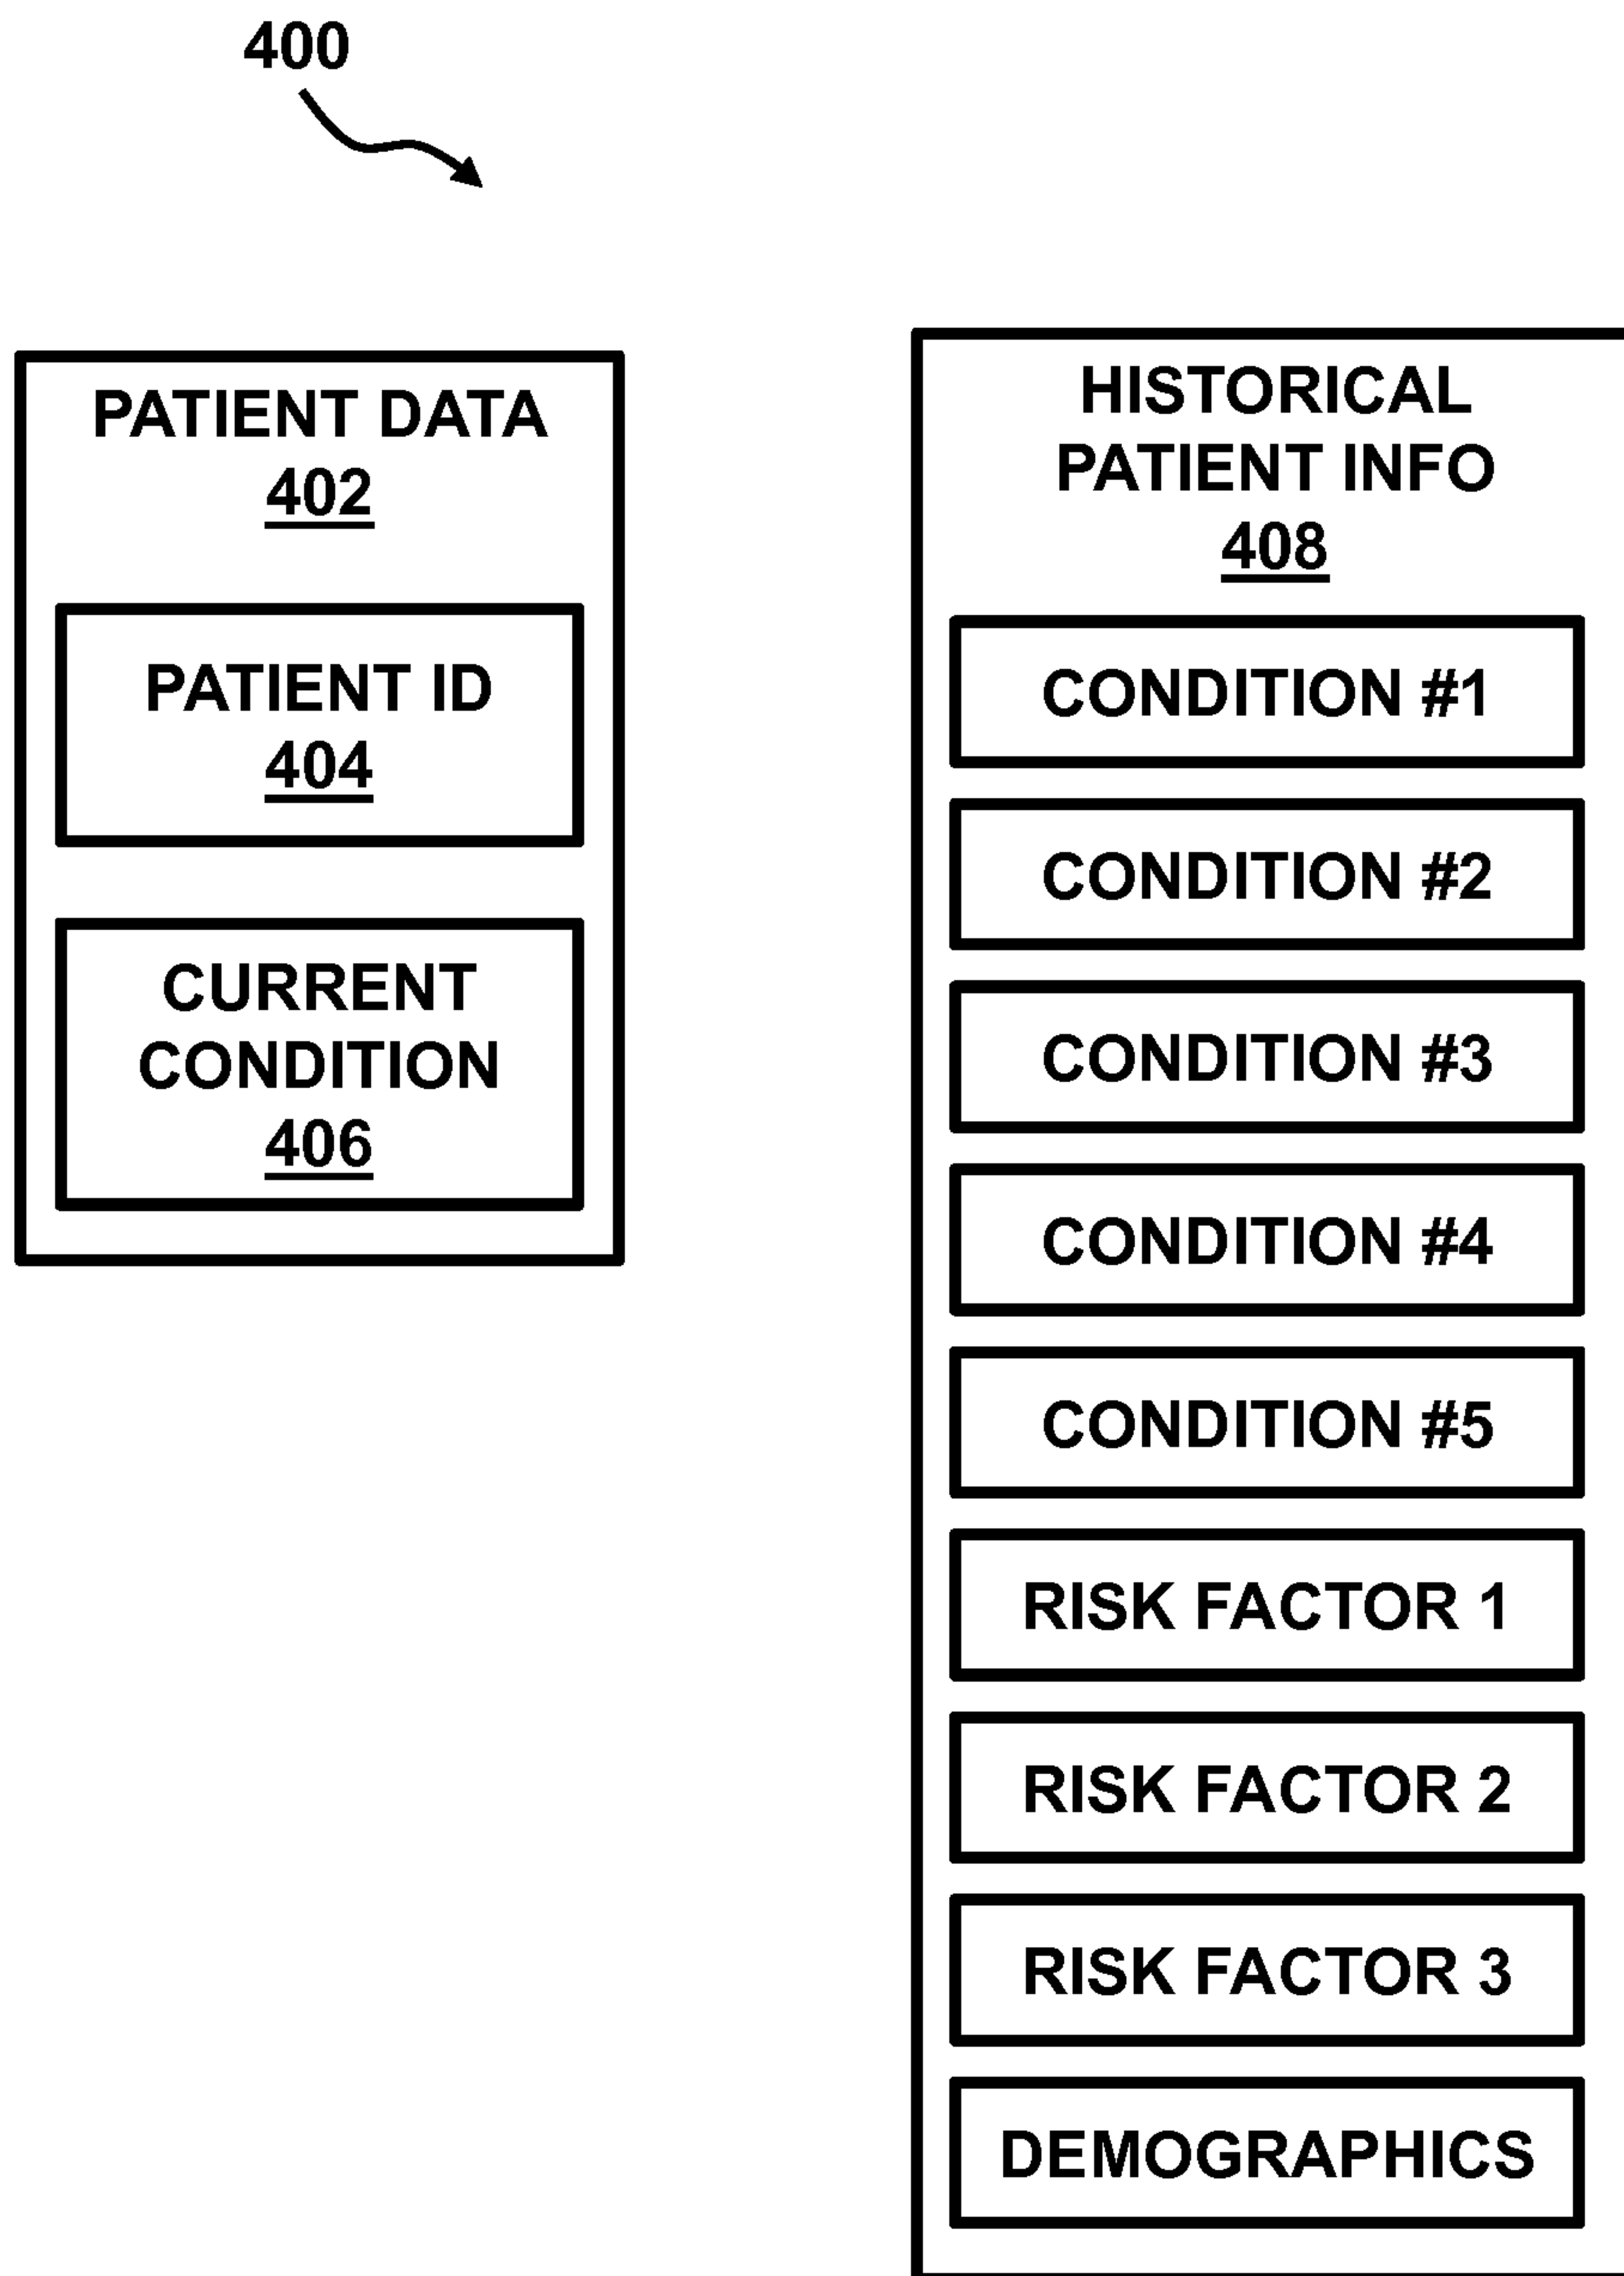 400
PATIENT DATA
402
PATIENT ID
404
CURRENT
CONDITION
406
HISTORICAL
PATIENT INFO
408
CONDITION #1
CONDITION #2
CONDITION #3
CONDITION #4
CONDITION #5
RISK FACTOR 1
RISK FACTOR 2
RISK FACTOR 3
DEMOGRAPHICS